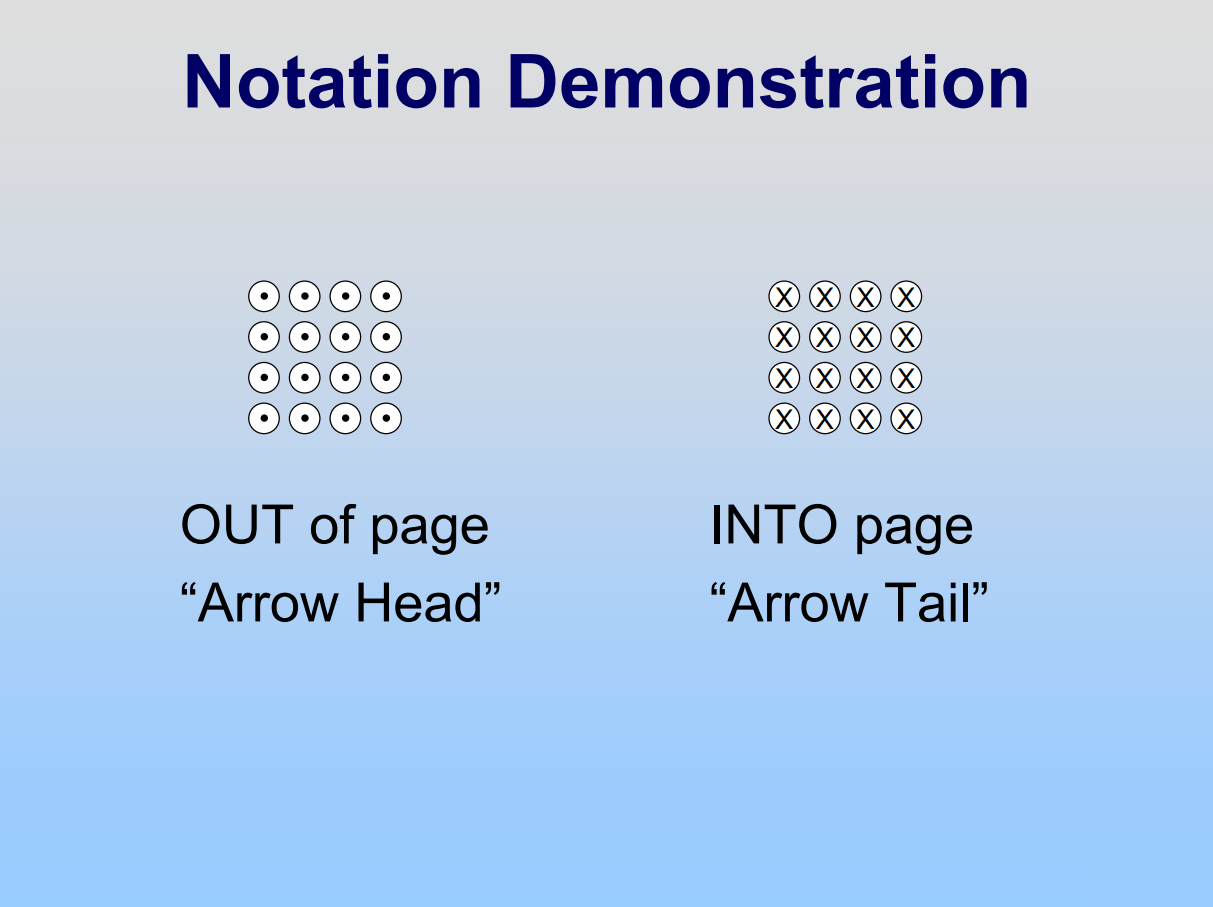 Notation Demonstration
⊙ ⊙ ⊙ ⊙ ⓧ ⓧ ⓧ ⓧ
⊙ ⊙ ⊙ ⊙ ⓧ ⓧ ⓧ ⓧ
⊙ ⊙ ⊙ ⊙ ⓧ ⓧ ⓧ ⓧ
⊙ ⊙ ⊙ ⊙ ⓧ ⓧ ⓧ ⓧ
OUT of page
“Arrow Head”
INTO page
“Arrow Tail”